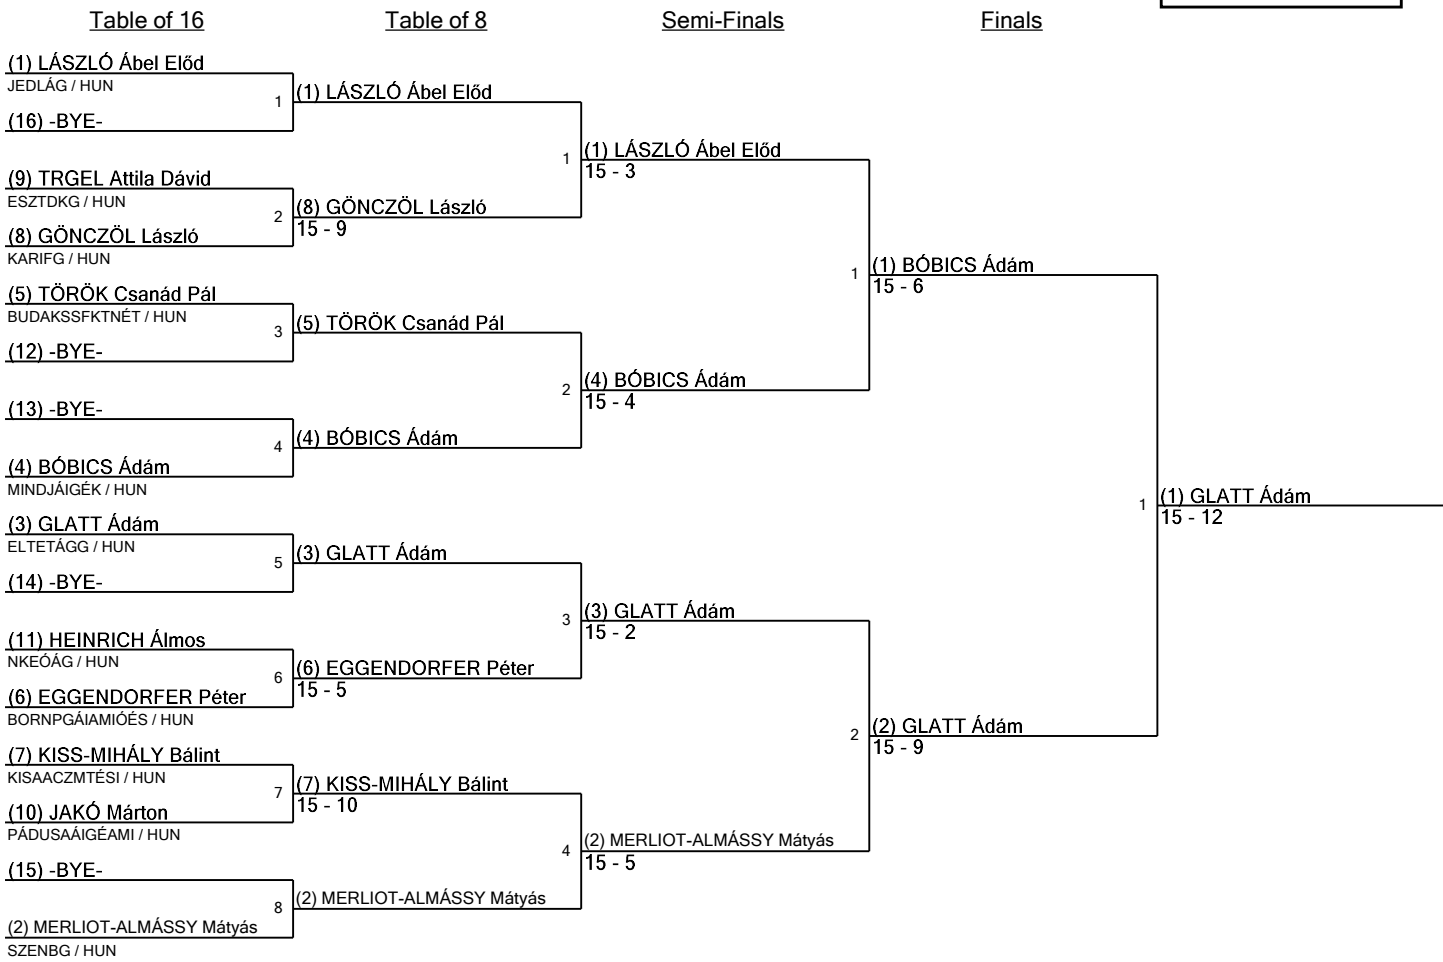 Table of 16
Table of 8
Semi-Finals
Finals
(1) LÁSZLÓ Ábel Előd
JEDLÁG / HUN
1
(16) -BYE-
(9) TRGEL Attila Dávid
ESZTDKG / HUN
2
(8) GÖNCZÖL László
KARIFG / HUN
(5) TÖRÖK Csanád Pál
BUDAKSSFKTNÉT / HUN
3
(12) -BYE-
(13) -BYE-
4
(4) BÓBICS Ádám
MINDJÁIGÉK / HUN
(3) GLATT Ádám
ELTETÁGG / HUN
5
(14) -BYE-
(11) HEINRICH Álmos
NKEÓÁG / HUN
6
(6) EGGENDORFER Péter
BORNPGÁIAMIÓÉS / HUN
(7) KISS-MIHÁLY Bálint
KISAACZMTÉSI / HUN
7
(10) JAKÓ Márton
PÁDUSAÁIGÉAMI / HUN
(15) -BYE-
8
(2) MERLIOT-ALMÁSSY Mátyás
SZENBG / HUN
(1) LÁSZLÓ Ábel Előd
1
(8) GÖNCZÖL László
15 - 9
(5) TÖRÖK Csanád Pál
2
(4) BÓBICS Ádám
(3) GLATT Ádám
3
(6) EGGENDORFER Péter
15 - 5
(7) KISS-MIHÁLY Bálint
15 - 10
4
(2) MERLIOT-ALMÁSSY Mátyás
(1) LÁSZLÓ Ábel Előd
15 - 3
1
(4) BÓBICS Ádám
15 - 4
(3) GLATT Ádám
15 - 2
2
(2) MERLIOT-ALMÁSSY Mátyás
15 - 5
(1) BÓBICS Ádám
15 - 6
1
(2) GLATT Ádám
15 - 9
(1) GLATT Ádám
15 - 12